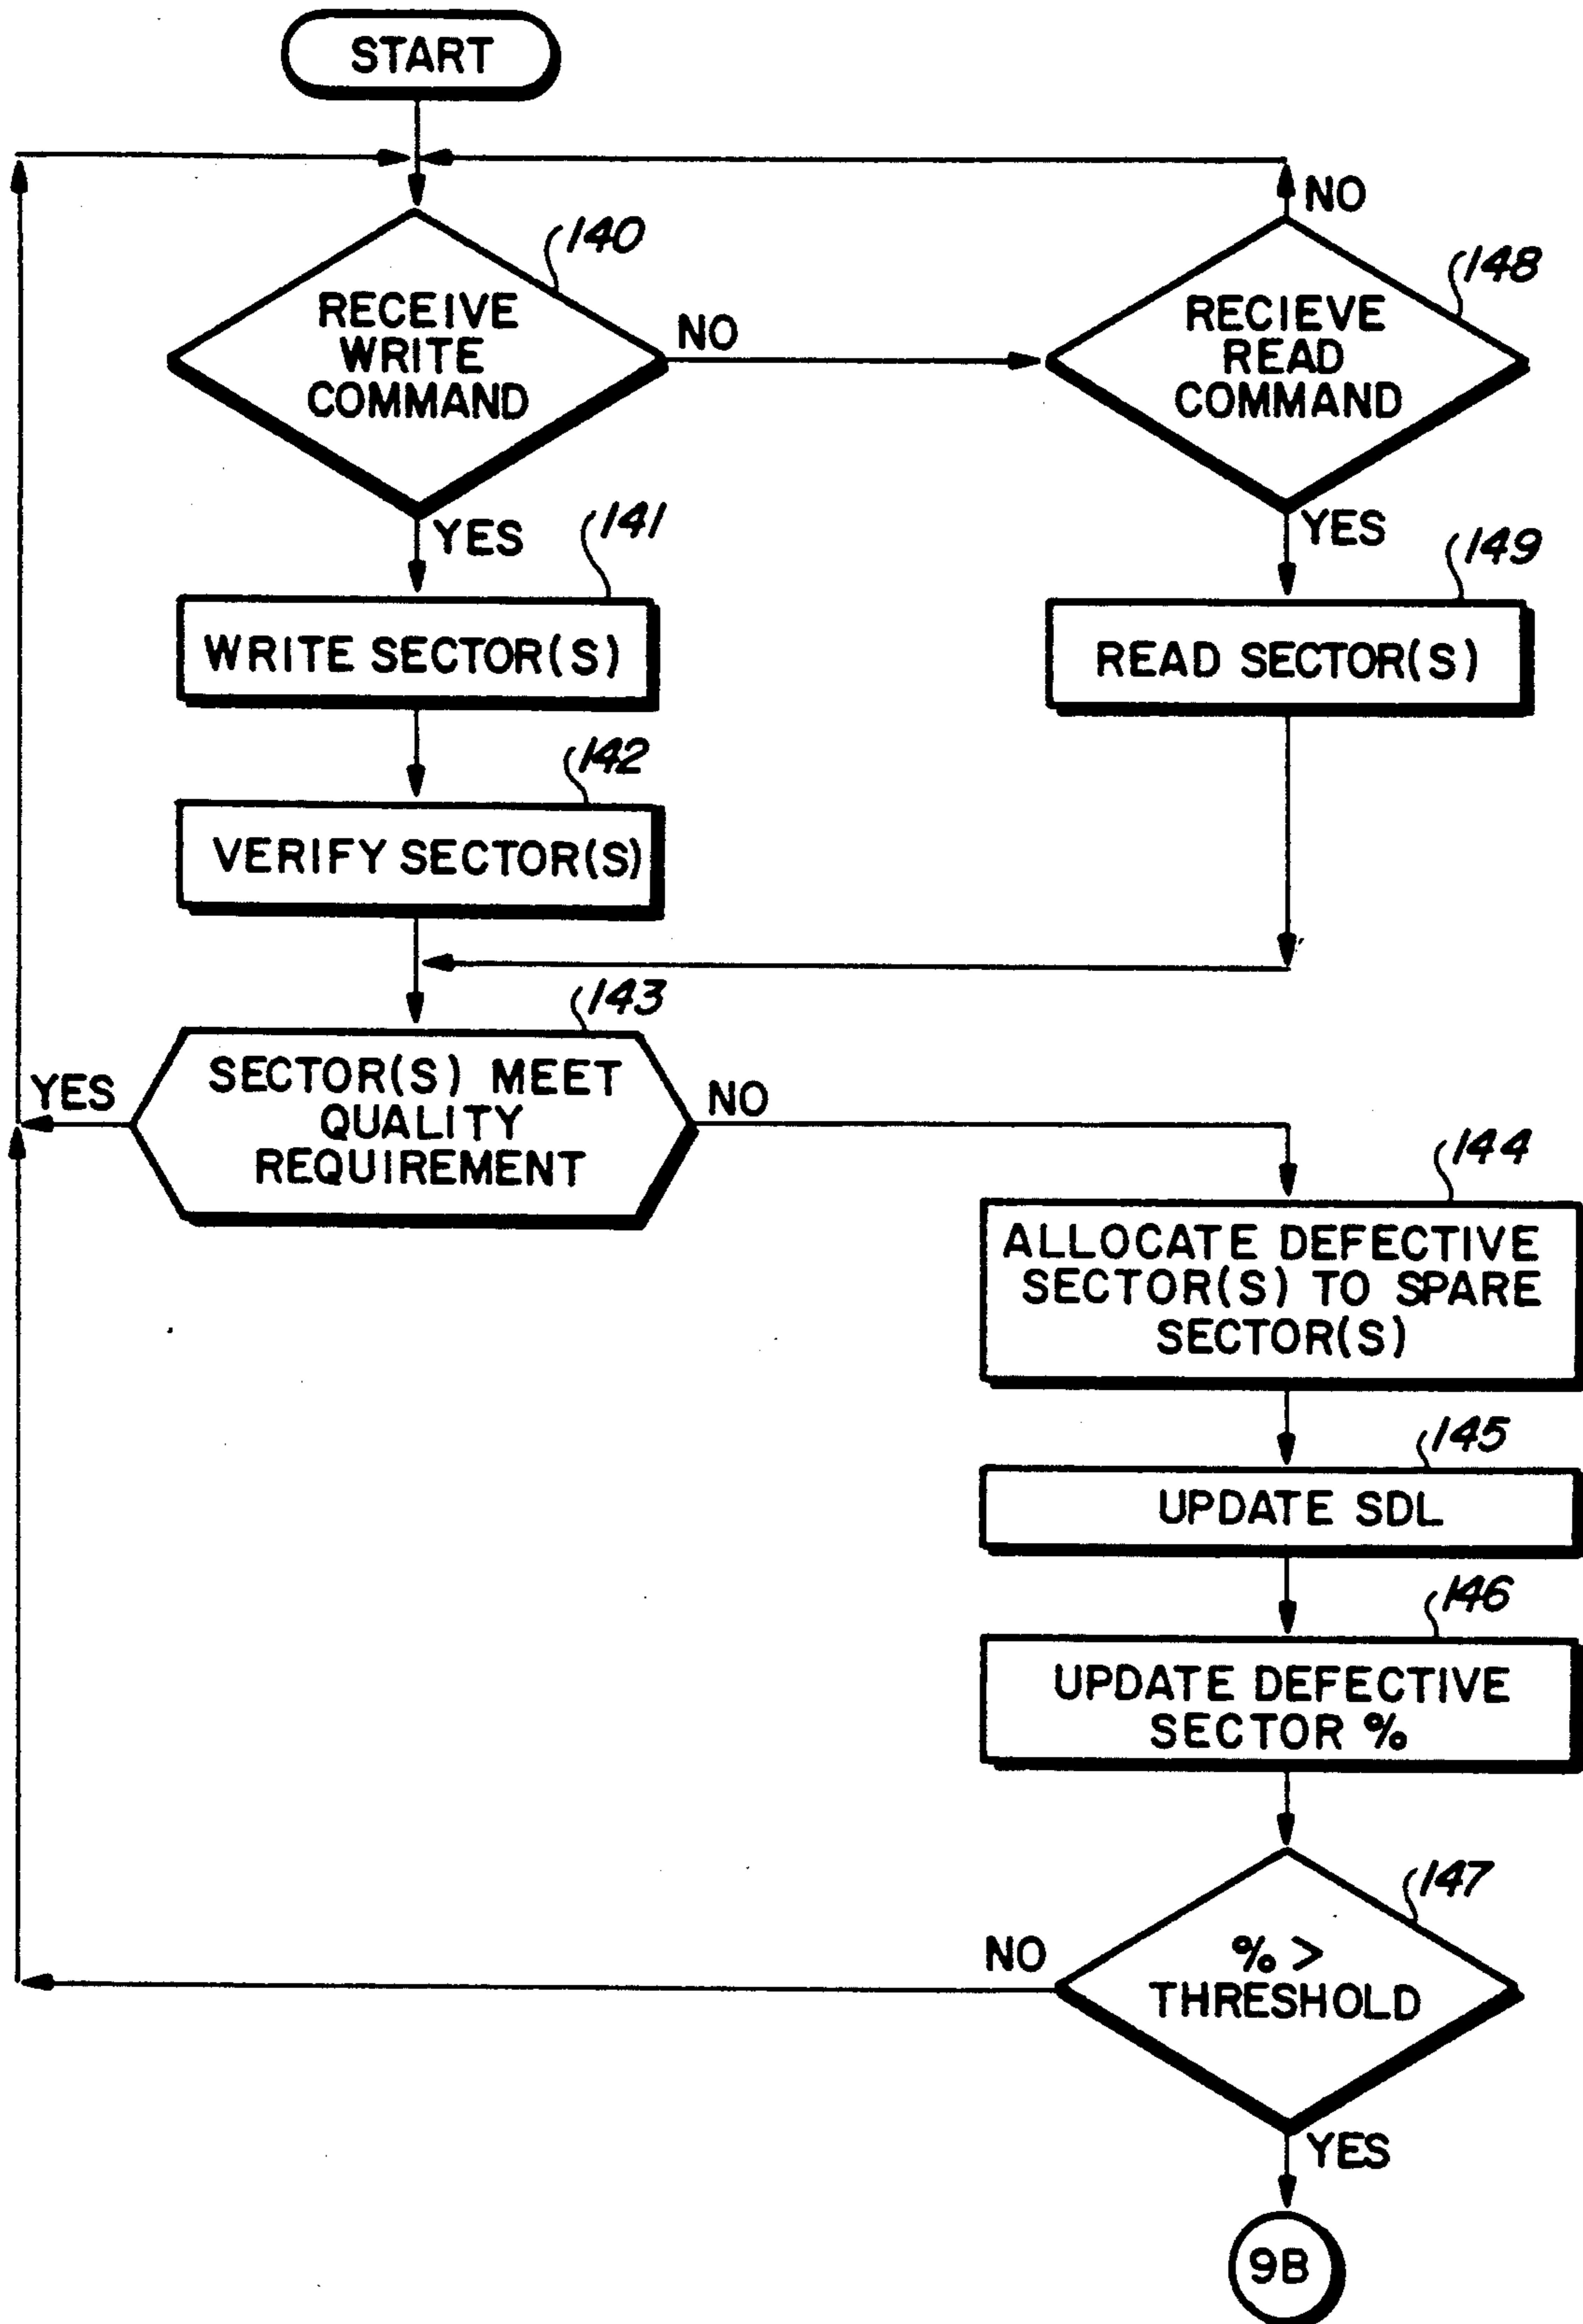 START
NO
140
148
RECEIVE
WRITE
COMMAND
NO
RECIEVE
READ
COMMAND
YES
141
YES
149
WRITE SECTOR(S)
READ SECTOR(S)
142
VERIFY SECTOR(S)
143
YES
SECTOR(S) MEET
QUALITY
REQUIREMENT
NO
144
ALLOCATE DEFECTIVE
SECTOR(S) TO SPARE
SECTOR(S)
145
UPDATE SDL
146
UPDATE DEFECTIVE
SECTOR %
147
NO
% >
THRESHOLD
YES
9B